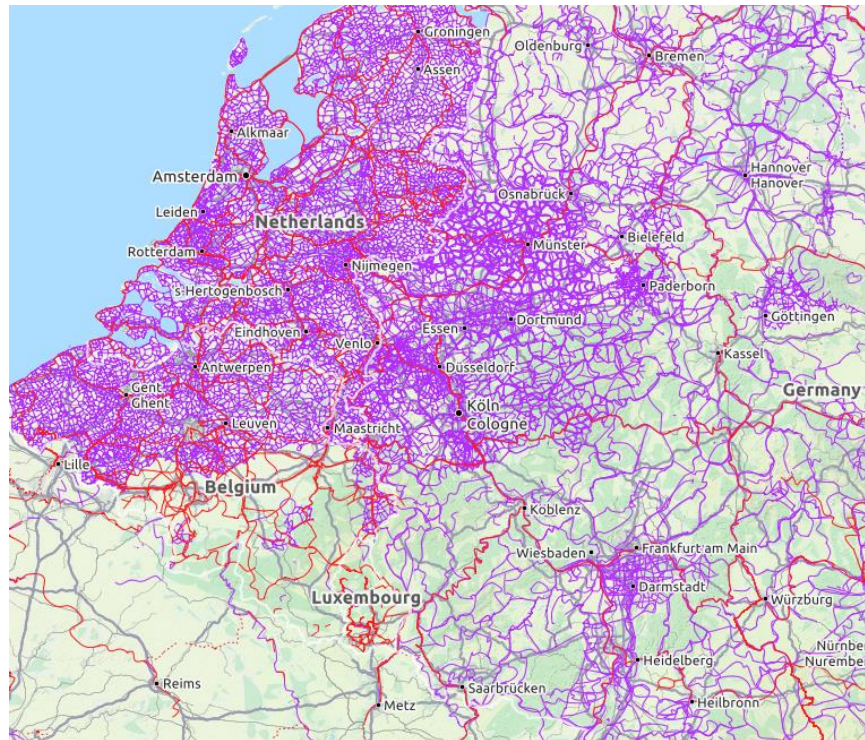 Groningen
Oldenburg
Bremen
Assen
Alkmaar
Amsterdam
Hannover
Hanover
Osnabrück
Leiden
Netherlands
Rotterdam
Münster
Bielefeld
Nijmegen
's Hertogenbosch
Paderborn
Göttingen
Essen
Dortmund
Eindhoven
Venlo
Kassel
Antwerpen
Düsseldorf
Gent
Ghent
Germany
Köln
Cologne
Leuven
Maastricht
Lille
Belgium
Koblenz
Wiesbaden
Frankfurt am Main
Darmstadt
Luxembourg
Würzburg
Nürnbe
Nurembe
Heidelberg
Reims
Saarbrücken
Metz
Heilbronn